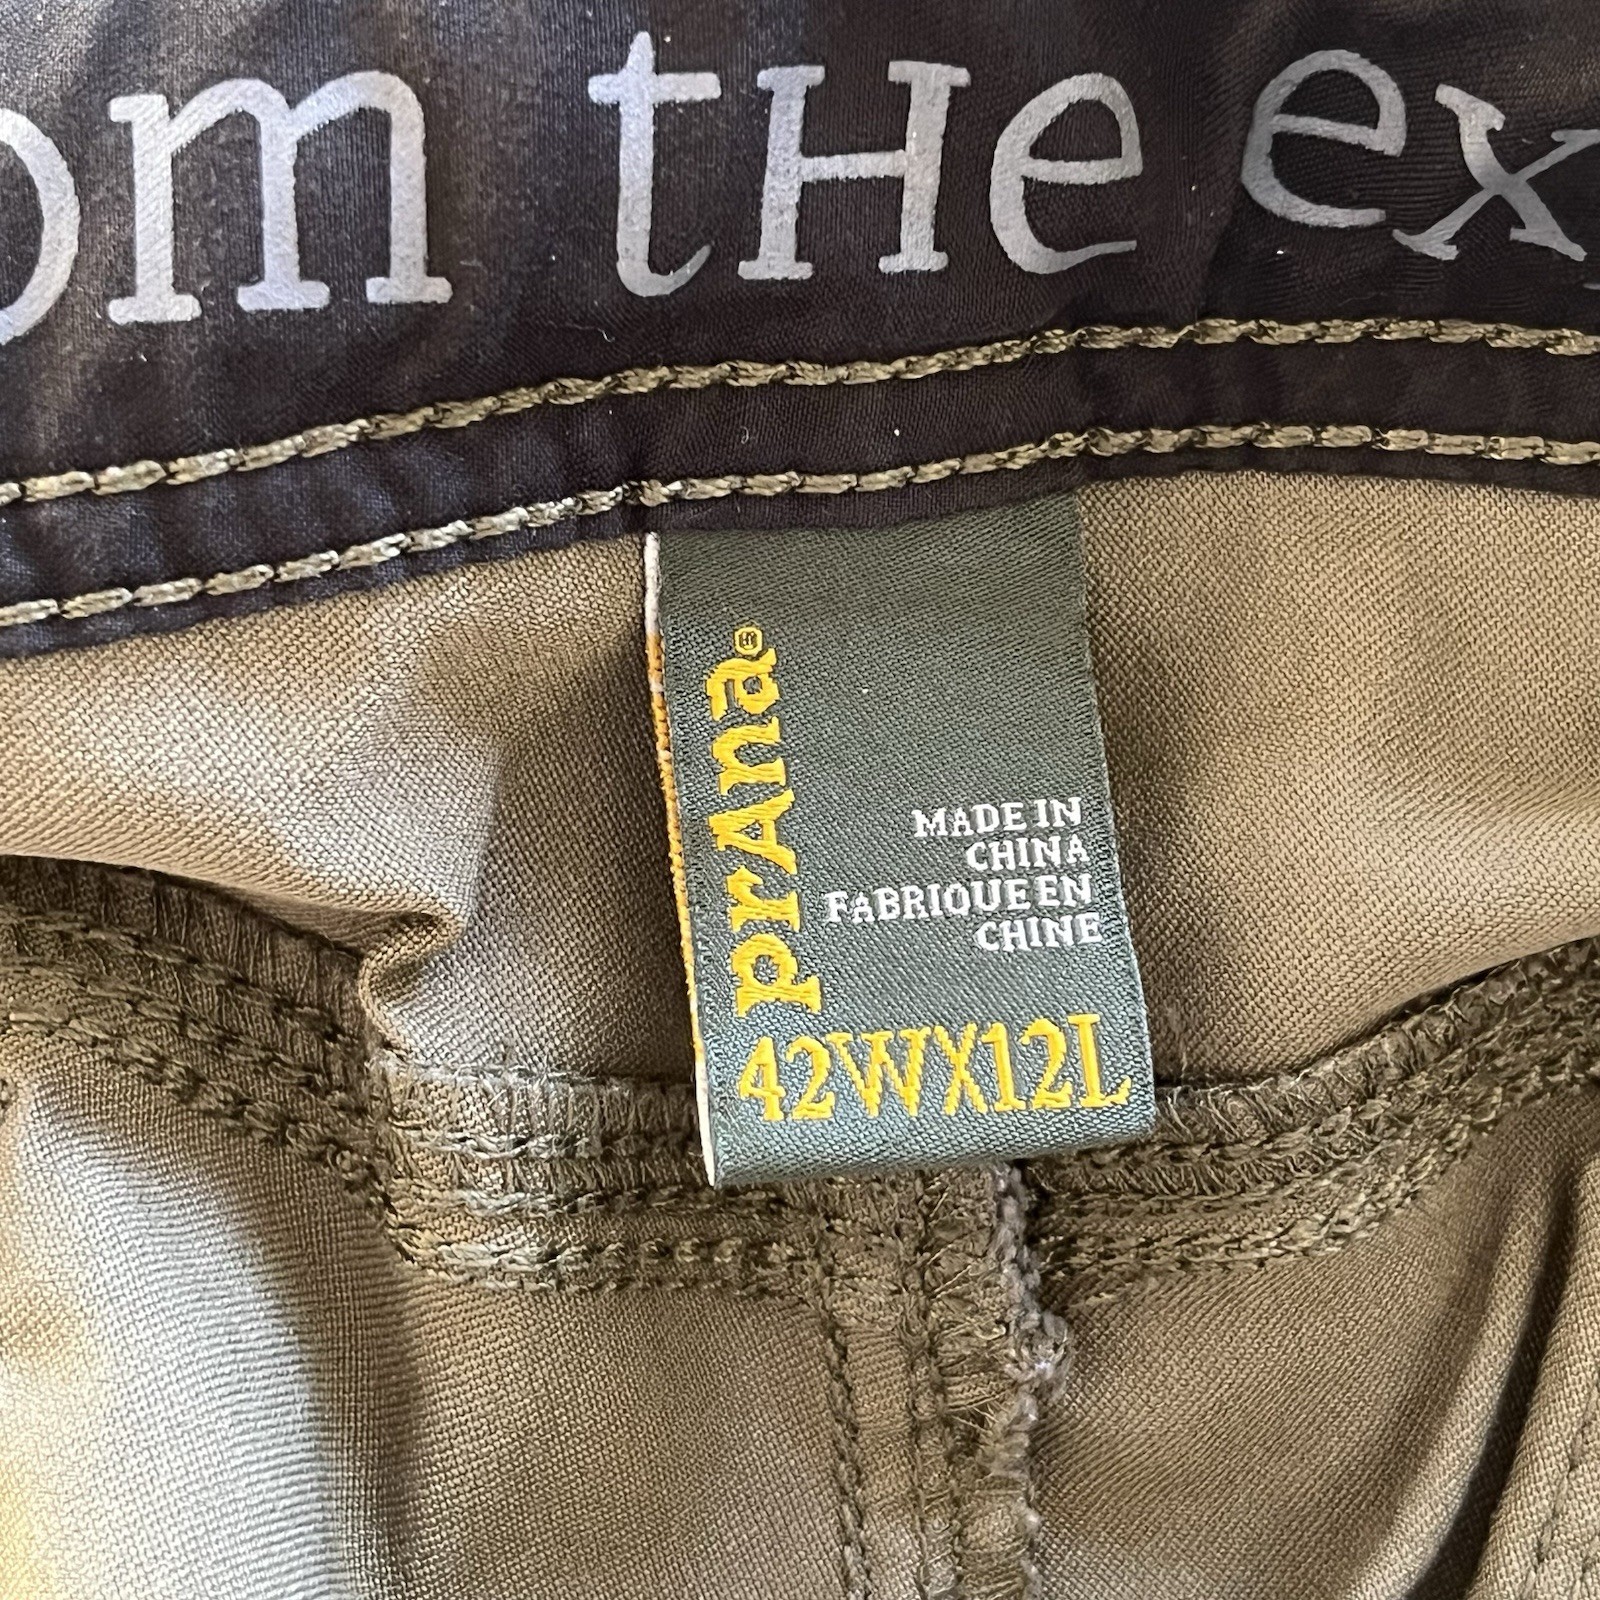 om tHe ex
prAna®
MADE IN
CHINA
FABRIQUE EN
CHINE
42WX12L